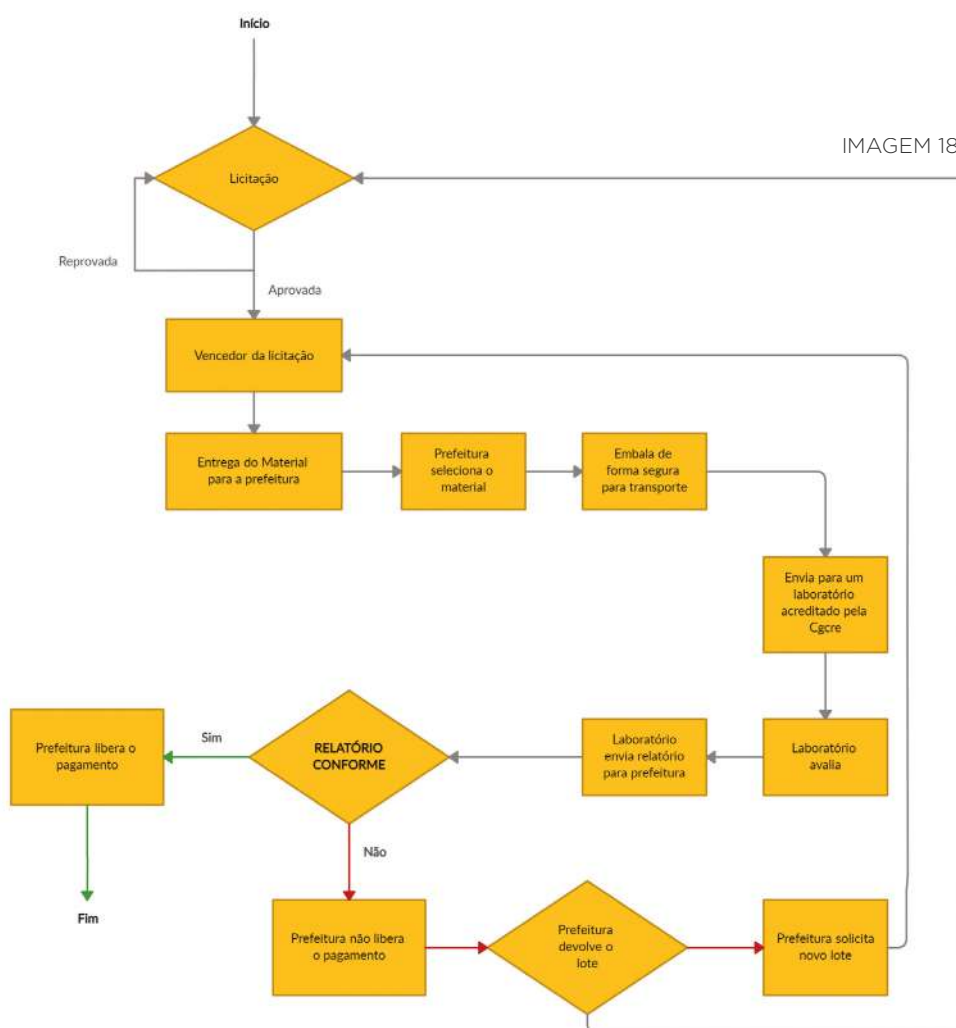 Início
IMAGEM 18
Licitação
Reprovada
Aprovada
Vencedor da licitação
Entrega do Material
para a prefeitura
Prefeitura
seleciona o
material
Embala de
forma segura
para transporte
Envia para um
laboratório
acreditado pela
Cgcre
Laboratório
avalia
Laboratório
envia relatório
para prefeitura
RELATÓRIO
CONFORME
Sim
Prefeitura libera o
pagamento
Fim
Não
Prefeitura não libera
o pagamento
Prefeitura
devolve o
lote
Prefeitura solicita
novo lote